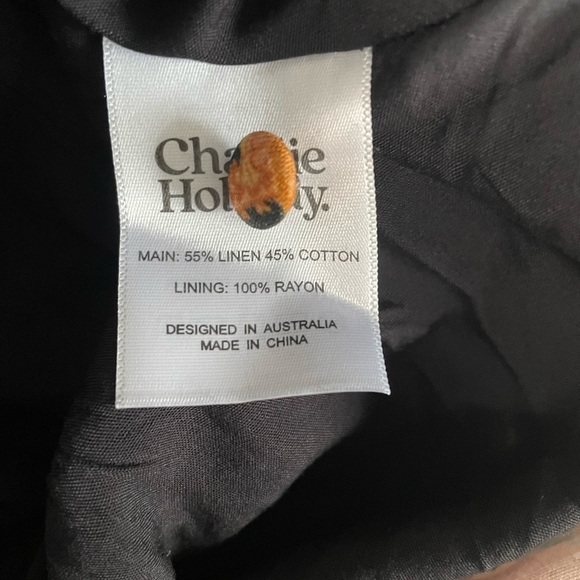 MAIN: 55% LINEN 45% COTTON
LINING: 100% RAYON
DESIGNED IN AUSTRALIA
MADE IN CHINA